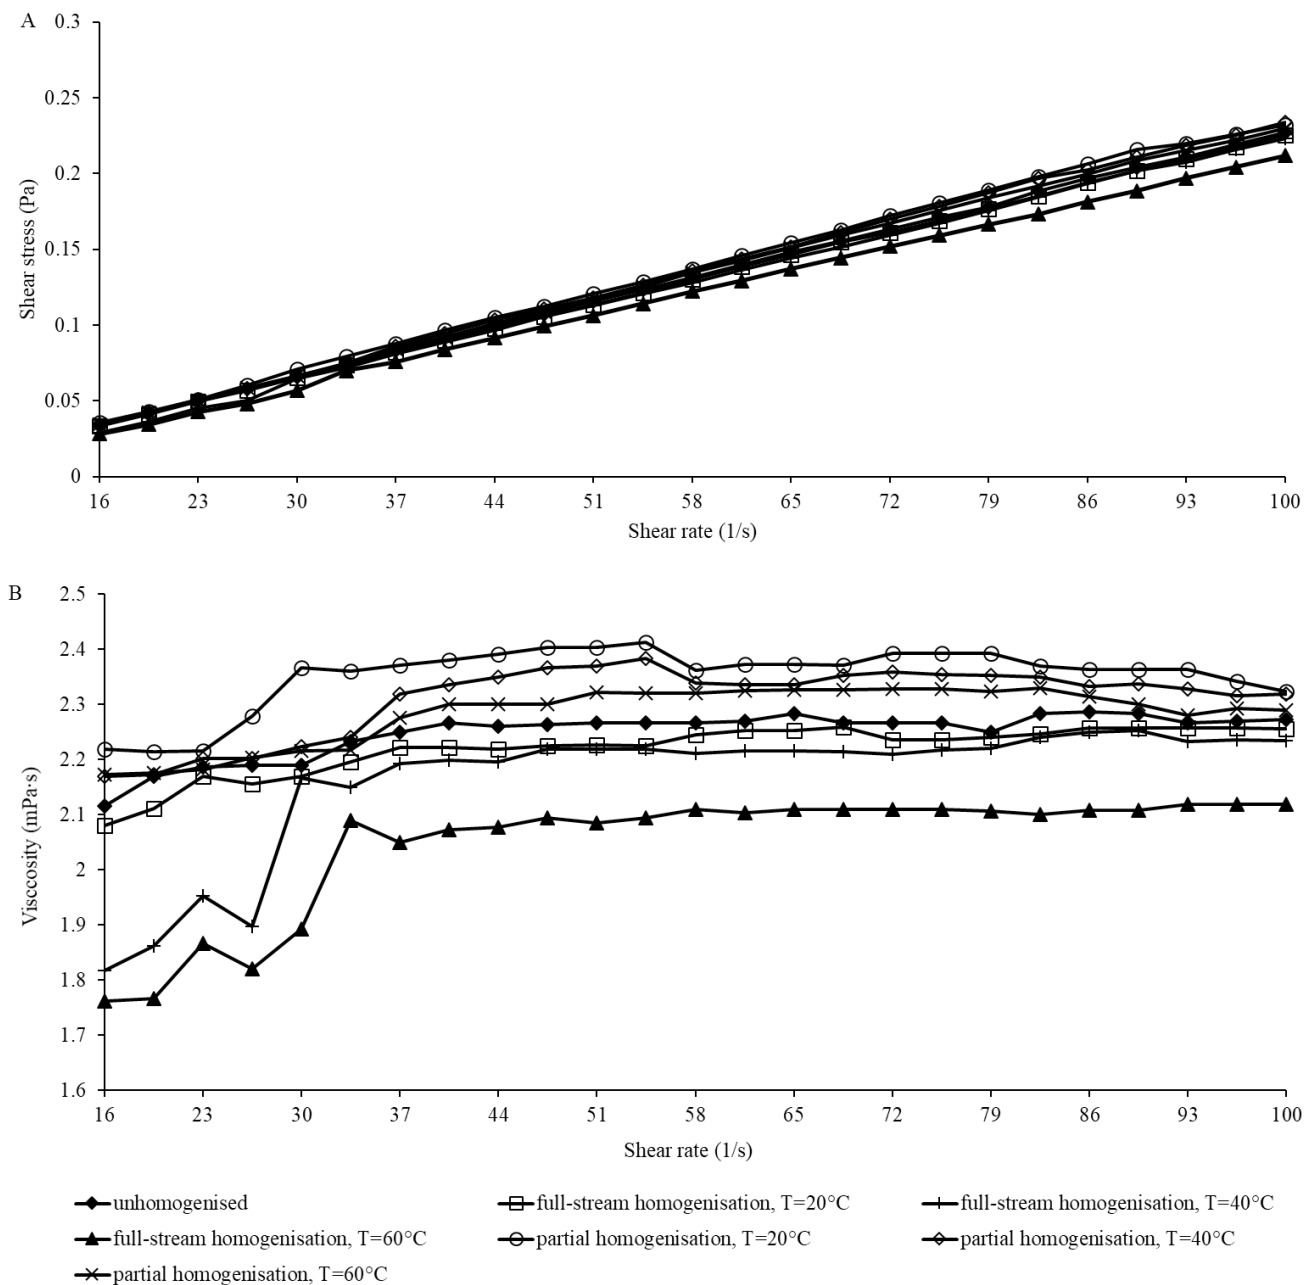 A
0.3
0.25
0.2
0.15
0.1
0.05
0
Shear stress (Pa)
16 23 30 37 44 51 58 65 72 79 86 93 100
Shear rate (1/s)
B
2.5
2.4
2.3
2.2
2.1
2
1.9
1.8
1.7
1.6
Visccosity (mPa·s)
16 23 30 37 44 51 58 65 72 79 86 93 100
Shear rate (1/s)
unhomogenised full-stream homogenisation, T=20°C full-stream homogenisation, T=40°C
full-stream homogenisation, T=60°C partial homogenisation, T=20°C partial homogenisation, T=40°C
partial homogenisation, T=60°C